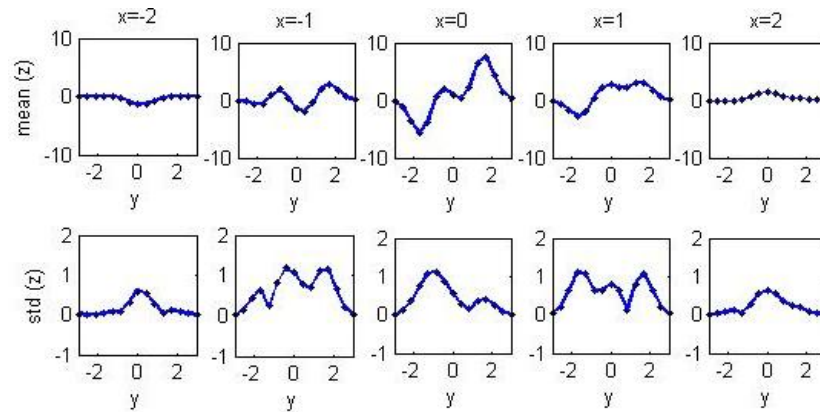 x=-2 x=-1 x=0 x=1 x=2
10 10 10 10 10
mean (z)
0 0 0 0 0
-10 -10 -10 -10 -10
-2 0 2 -2 0 2 -2 0 2 -2 0 2 -2 0 2
y y y y y
2 2 2 2 2
std (z)
1 1 1 1 1
0 0 0 0 0
-1 -1 -1 -1 -1
-2 0 2 -2 0 2 -2 0 2 -2 0 2 -2 0 2
y y y y y